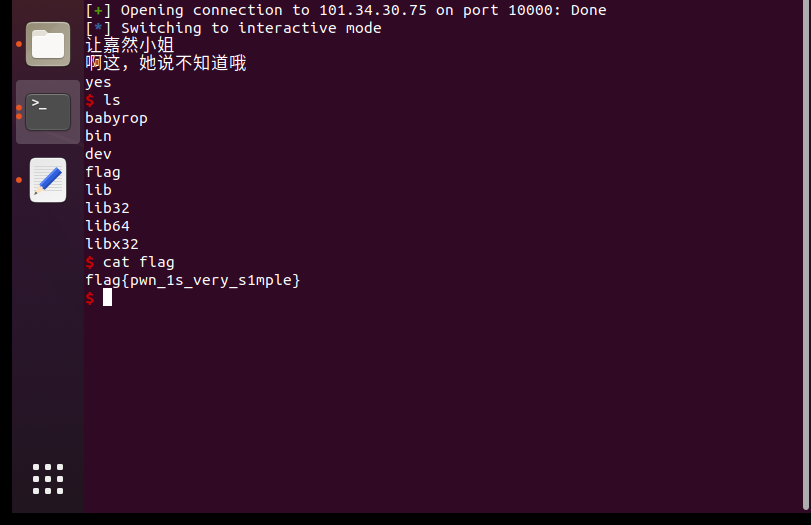 [+] Opening connection to 101.34.30.75 on port 10000: Done
[*] Switching to interactive mode
让嘉然小姐
啊这，她说不知道哦
yes
$ ls
babyrop
bin
dev
flag
lib
lib32
lib64
libx32
$ cat flag
flag{pwn_1s_very_s1mple}
$